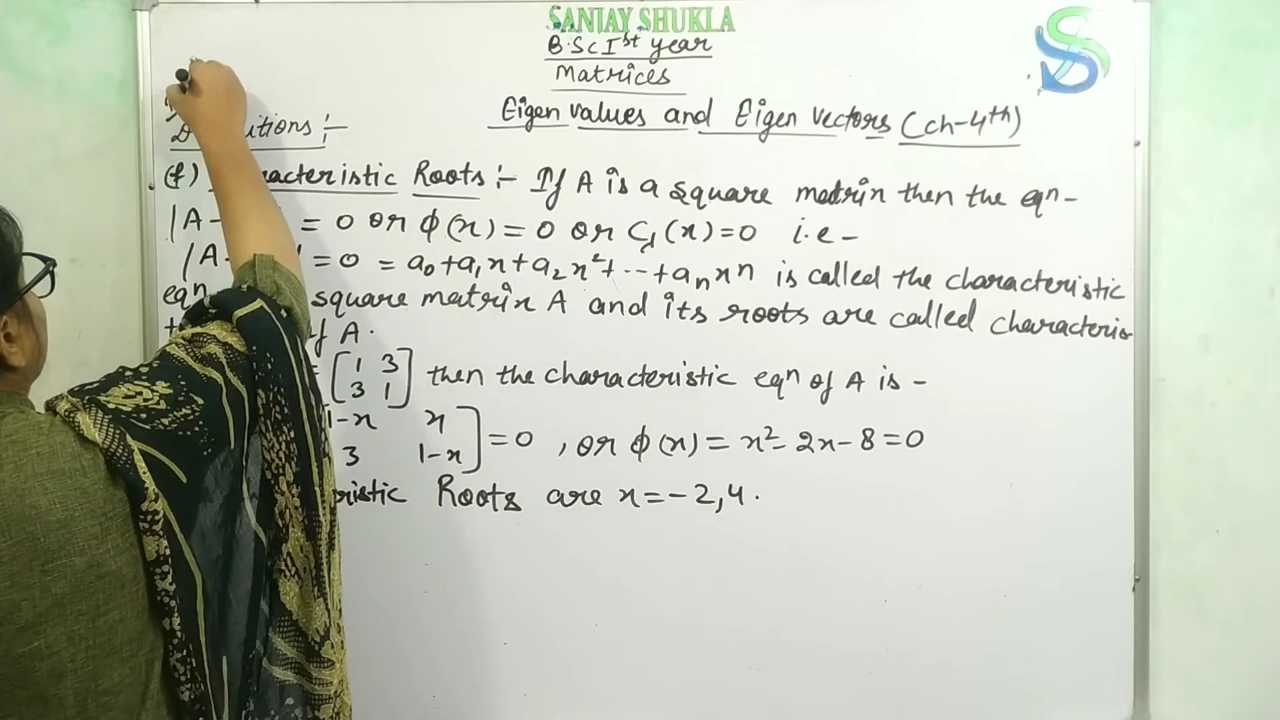 SANJAY SHUKLA
B.Sc Ist year
Matrices
Eigen values and Eigen vectors (ch-4th)
itions :-
(f) racteristic Roots :- If A is a square matrix then the eqn-
|A- = 0 or ϕ(x) = 0 or (x) = 0 i.e -
|A- = 0 = a₀+a₁x+a₂x²+---+aₙxⁿ is called the characteristic
eqn square matrix A and its roots are called characteris
of A.
= [1 3 3 1] then the characteristic eqn of A is -
1-x x
3 1-x] = 0 , or ϕ(x) = x²- 2x-8 = 0
ristic Roots are x = -2,4.